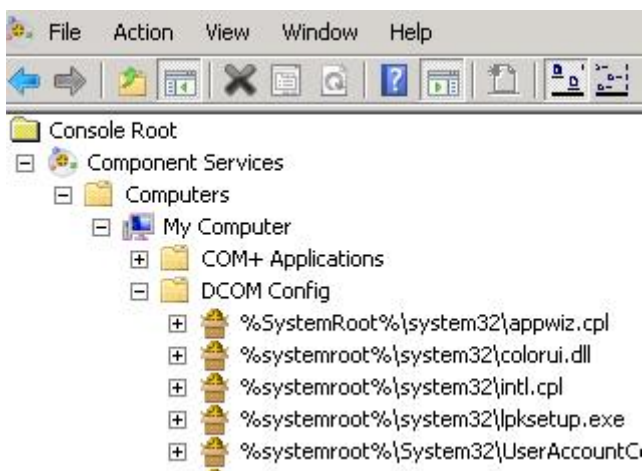 File Action View Window Help
Console Root
Component Services
Computers
My Computer
COM+ Applications
DCOM Config
%SystemRoot%\system32\appwiz.cpl
%systemroot%\system32\colorui.dll
%systemroot%\system32\intl.cpl
%systemroot%\system32\lpksetup.exe
%systemroot%\System32\UserAccountC